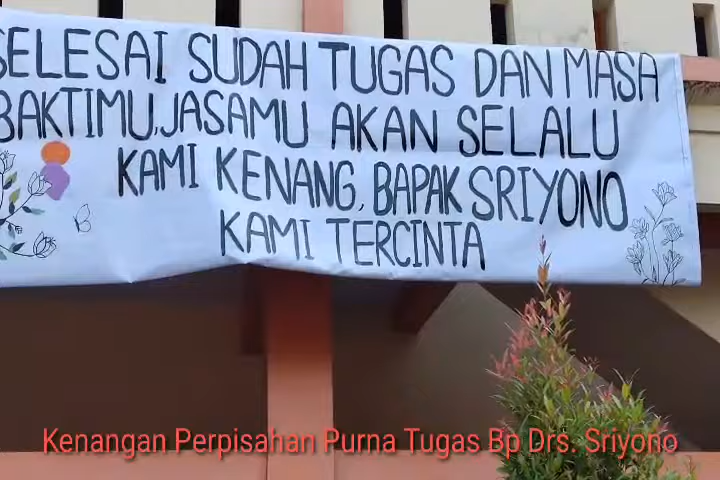 SELESAI SUDAH TUGAS DAN MASA
BAKTIMU,JASAMU AKAN SELALU
KAMI KENANG, BAPAK SRIYONO
KAMI TERCINTA
Kenangan Perpisahan Purna Tugas Bp Drs. Sriyono